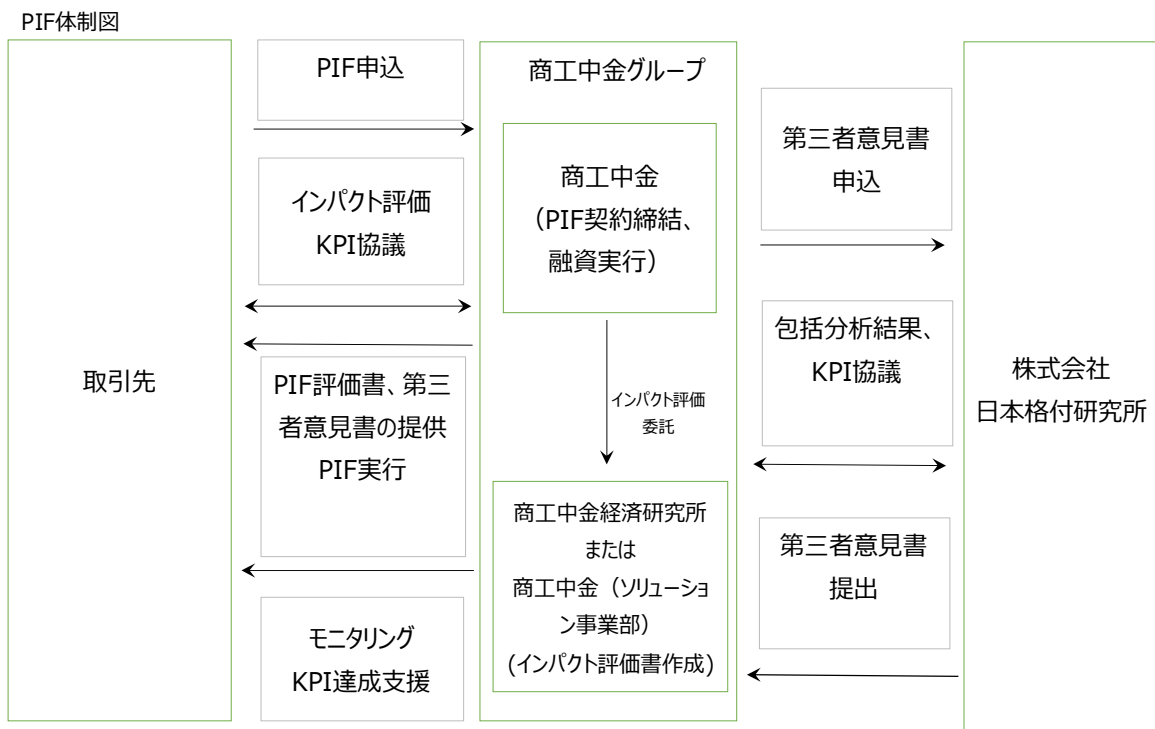 PIF体制図
取引先
PIF申込
インパクト評価
KPI協議
PIF評価書、第三
者意見書の提供
PIF実行
モニタリング
KPI達成支援
商工中金グループ
商工中金
（PIF契約締結、
融資実行）
インパクト評価
委託
商工中金経済研究所
または
商工中金（ソリューショ
ン事業部）
(インパクト評価書作成)
第三者意見書
申込
包括分析結果、
KPI協議
第三者意見書
提出
株式会社
日本格付研究所